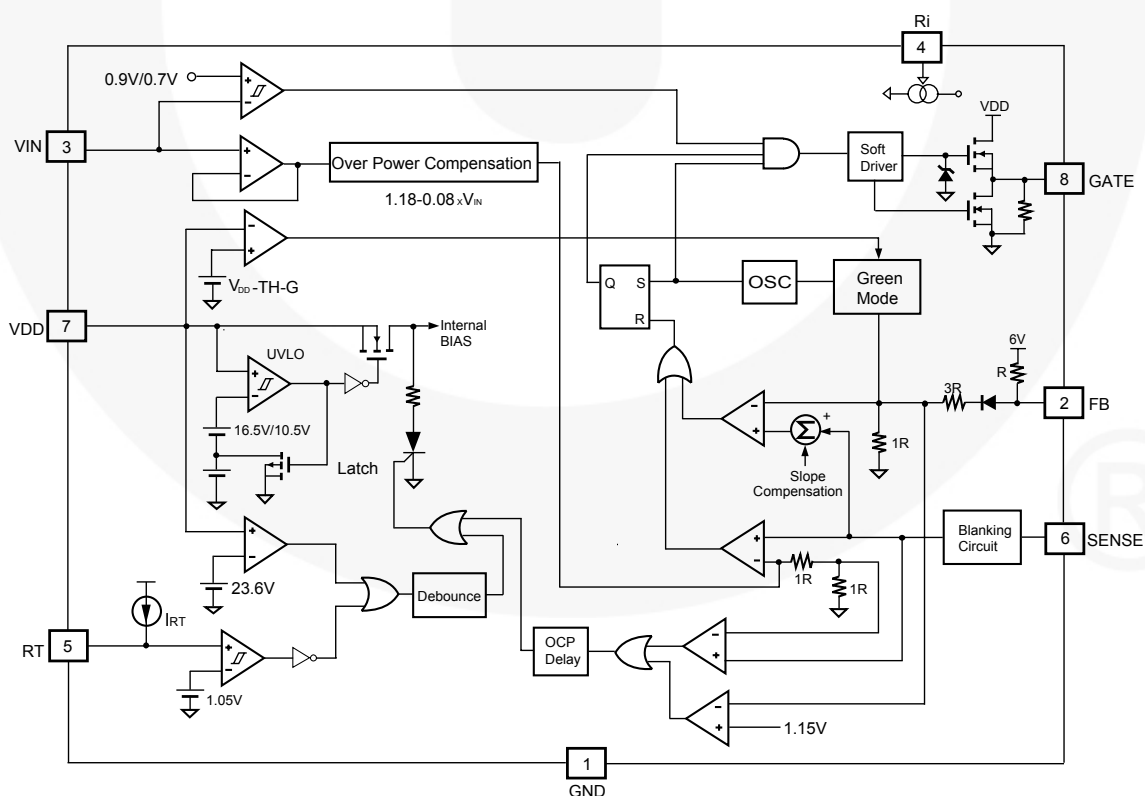 Ri
4
0.9V/0.7V
+
−
VDD
VIN
3
+
−
Over Power Compensation
1.18-0.08 xVIN
Soft
Driver
8
GATE
−
+
VDD-TH-G
Q
S
R
OSC
Green
Mode
VDD
7
Internal
BIAS
UVLO
+
−
16.5V/10.5V
6V
R
3R
2
FB
−
+
Σ
+
1R
Slope
Compensation
Latch
+
−
23.6V
+
−
Blanking
Circuit
6
SENSE
1R
1R
Debounce
IRT
RT
5
+
−
1.05V
OCP
Delay
−
+
−
+
1.15V
1
GND
®